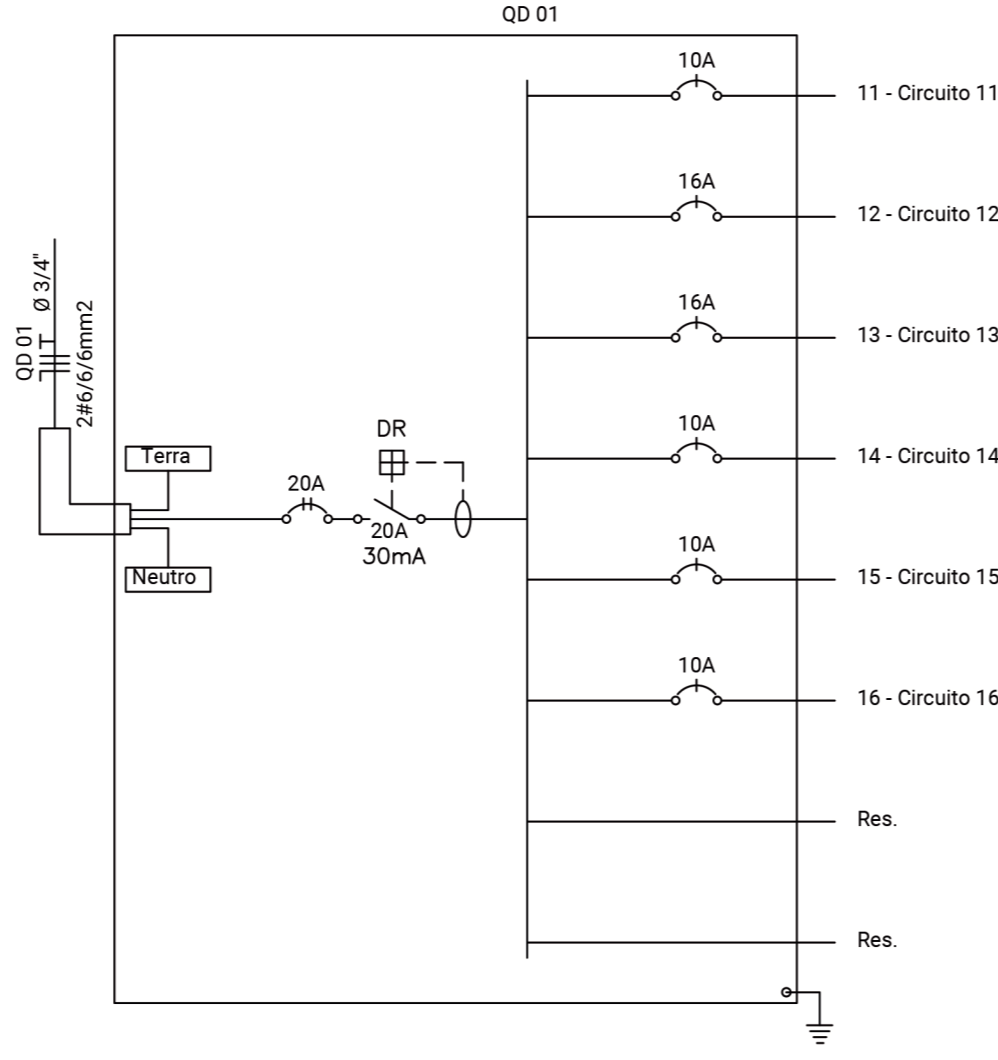 QD 01
10A
11 - Circuito 11
16A
12 - Circuito 12
16A
13 - Circuito 13
Ø 3/4"
QD 01
2#6/6/6mm2
10A
14 - Circuito 14
DR
Terra
20A
20A
30mA
Neutro
10A
15 - Circuito 15
10A
16 - Circuito 16
Res.
Res.